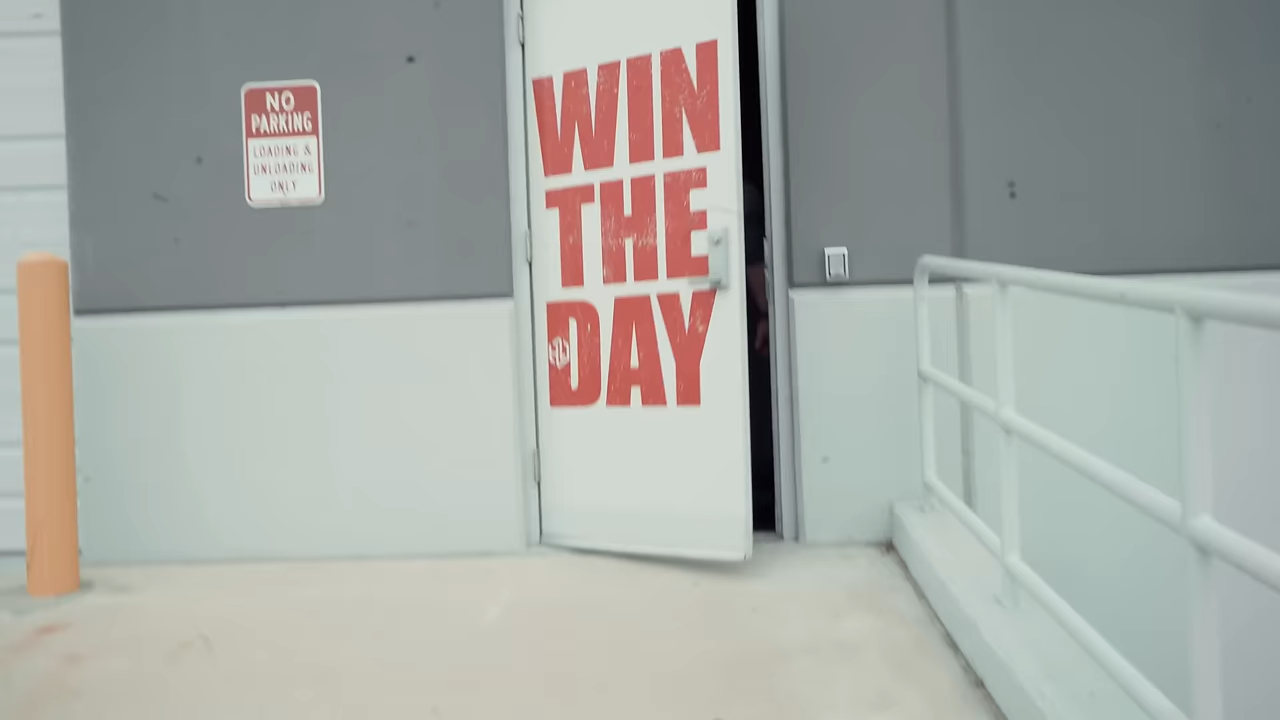 NO
PARKING
LOADING &
UNLOADING
ONLY
WIN
THE
DAY